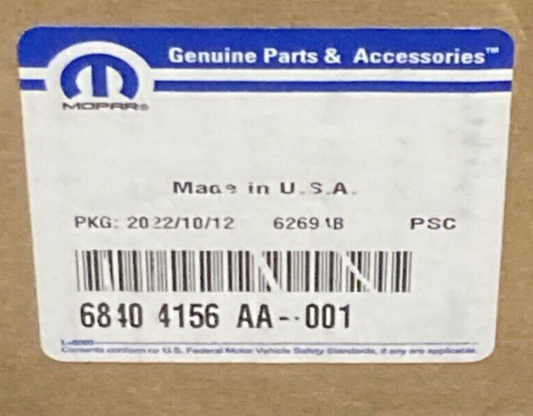 Genuine Parts & Accessories™
MOPAR®
Made in U.S.A.
PKG: 2022/10/12 PSC
6840 4156 AA--001
Contents conform to U.S. Federal Motor Vehicle Safety Standards, if any are applicable.